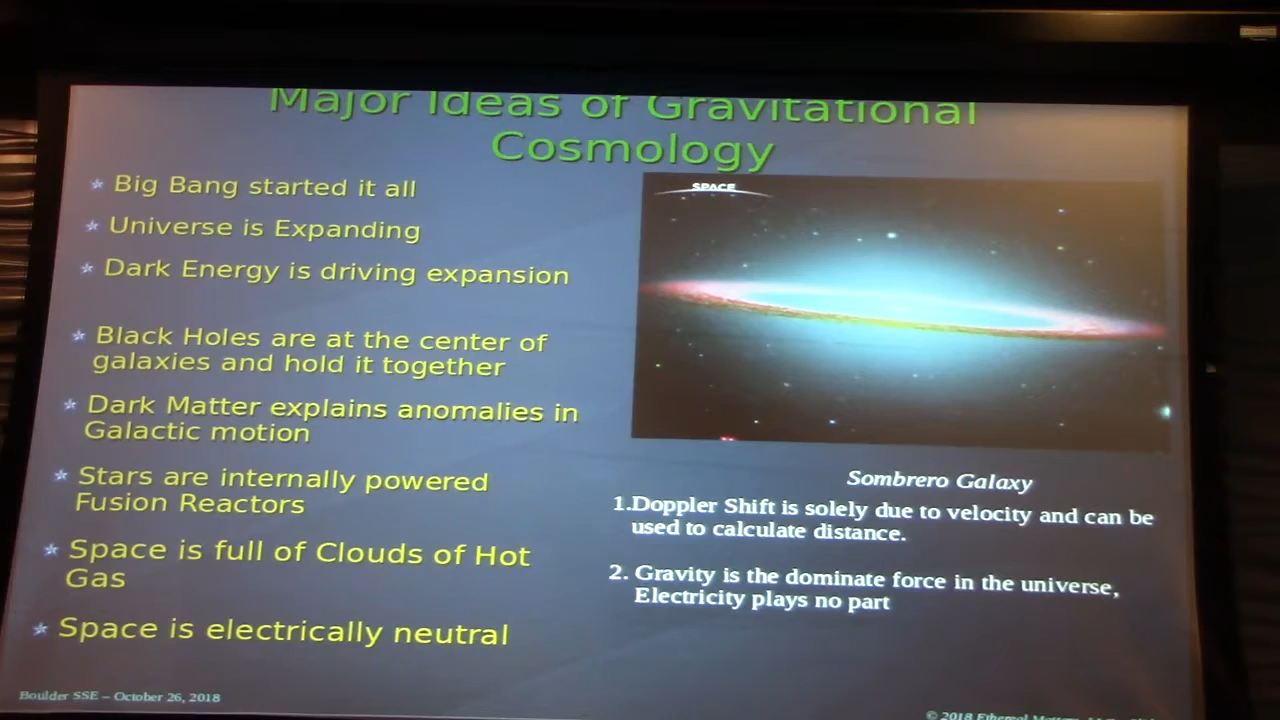 Major Ideas of Gravitational
Cosmology
Big Bang started it all
Universe is Expanding
Dark Energy is driving expansion
Black Holes are at the center of
galaxies and hold it together
Dark Matter explains anomalies in
Galactic motion
Stars are internally powered
Fusion Reactors
Space is full of Clouds of Hot
Gas
Space is electrically neutral
SPACE
Sombrero Galaxy
1.Doppler Shift is solely due to velocity and can be
used to calculate distance.
2. Gravity is the dominate force in the universe,
Electricity plays no part
Boulder SSE – October 26, 2018
© 2018